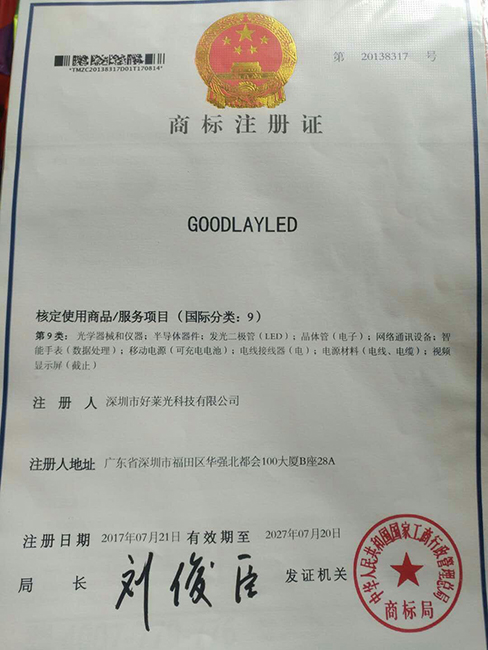 *TMZC20138317D01T170814*
第 20138317 号
商标注册证
GOODLAYLED
核定使用商品/服务项目（国际分类：9）
第9类：光学器械和仪器；半导体器件；发光二极管（LED）；晶体管（电子）；网络通讯设备；智
能手表（数据处理）；移动电源（可充电电池）；电线接线器（电）；电源材料（电线、电缆）；视频
显示屏（截止）
注册人 深圳市好莱光科技有限公司
注册人地址 广东省深圳市福田区华强北都会100大厦B座28A
注册日期 2017年07月21日 有效期至 2027年07月20日
局长 刘俊臣 发证机关
中华人民共和国国家工商行政管理总局
商标局